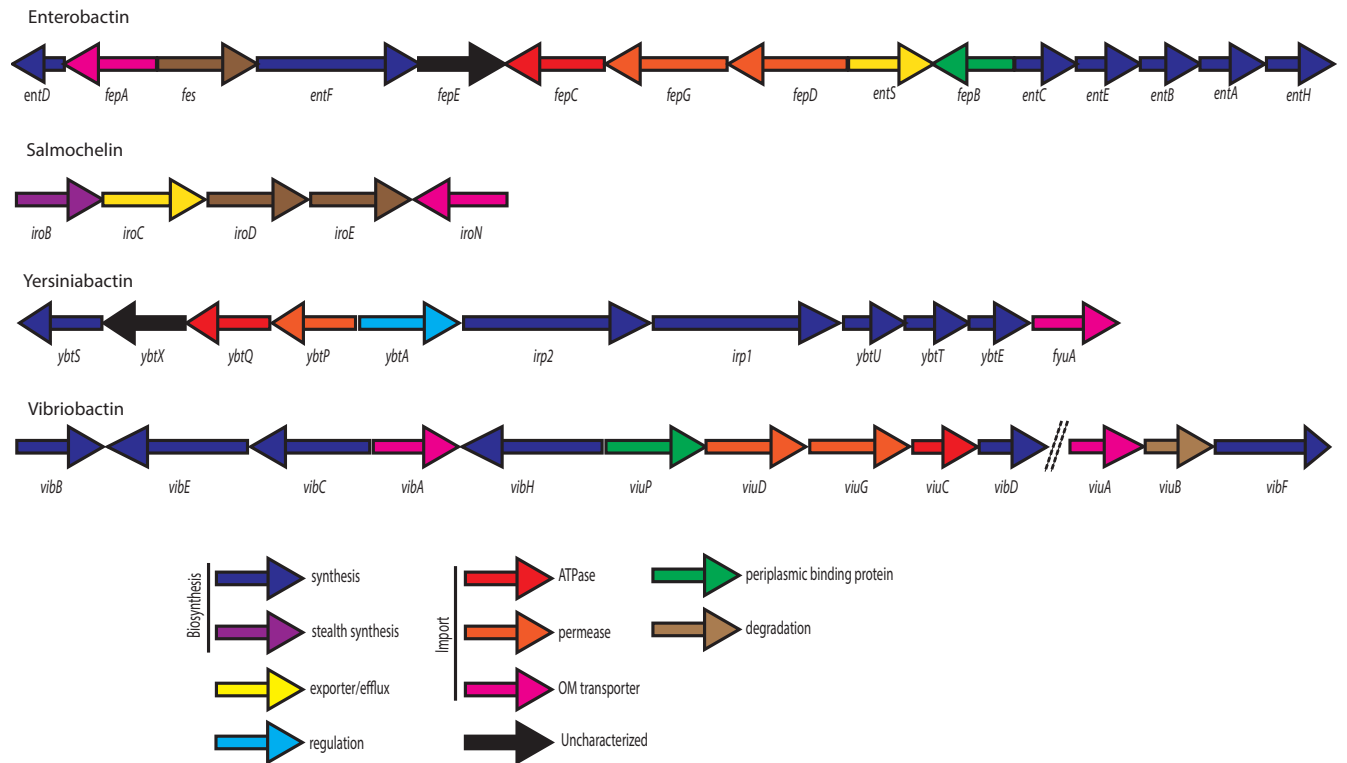 Enterobactin
entD fepA fes entF fepE fepC fepG fepD entS fepB entC entE entB entA entH
Salmochelin
iroB iroC iroD iroE iroN
Yersiniabactin
ybtS ybtX ybtQ ybtP ybtA irp2 irp1 ybtU ybtT ybtE fyuA
Vibriobactin
vibB vibE vibC vibA vibH viuP viuD viuG viuC vibD viuA viuB vibF
Biosynthesis
synthesis
stealth synthesis
exporter/efflux
regulation
Import
ATPase
permease
OM transporter
Uncharacterized
periplasmic binding protein
degradation